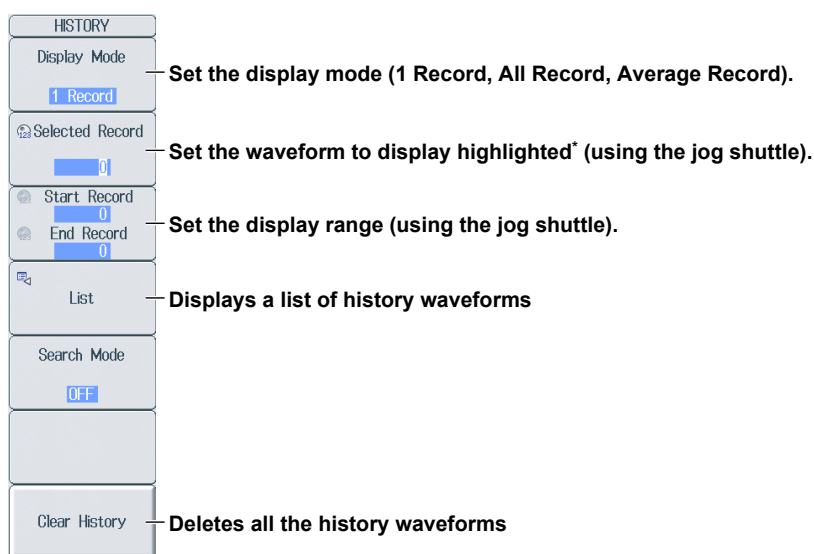 HISTORY
Display Mode
1 Record
Set the display mode (1 Record, All Record, Average Record).
Selected Record
0
Set the waveform to display highlighted* (using the jog shuttle).
Start Record
0
End Record
0
Set the display range (using the jog shuttle).
List
Displays a list of history waveforms
Search Mode
OFF
Clear History
Deletes all the history waveforms